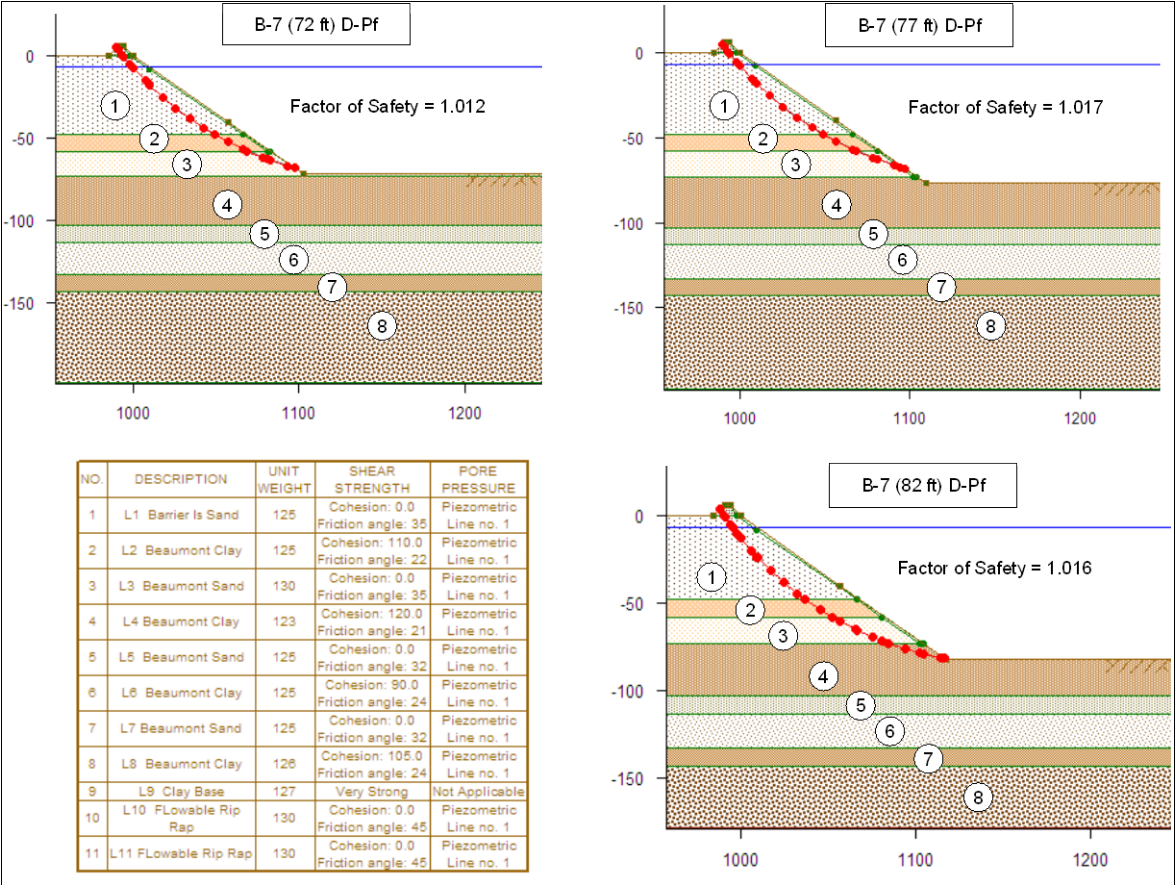 B-7 (72 ft) D-Pf
0
-50
-100
-150
Factor of Safety = 1.012
1
2
3
4
5
6
7
8
1000
1100
1200
B-7 (77 ft) D-Pf
0
-50
-100
-150
Factor of Safety = 1.017
1
2
3
4
5
6
7
8
1000
1100
1200
NO. DESCRIPTION UNIT WEIGHT SHEAR STRENGTH PORE PRESSURE
1 L1 Barrier Is Sand 125 Cohesion: 0.0 Friction angle: 35 Piezometric Line no. 1
2 L2 Beaumont Clay 125 Cohesion: 110.0 Friction angle: 22 Piezometric Line no. 1
3 L3 Beaumont Sand 130 Cohesion: 0.0 Friction angle: 35 Piezometric Line no. 1
4 L4 Beaumont Clay 123 Cohesion: 120.0 Friction angle: 21 Piezometric Line no. 1
5 L5 Beaumont Sand 125 Cohesion: 0.0 Friction angle: 32 Piezometric Line no. 1
6 L6 Beaumont Clay 125 Cohesion: 90.0 Friction angle: 24 Piezometric Line no. 1
7 L7 Beaumont Sand 125 Cohesion: 0.0 Friction angle: 32 Piezometric Line no. 1
8 L8 Beaumont Clay 126 Cohesion: 105.0 Friction angle: 24 Piezometric Line no. 1
9 L9 Clay Base 127 Very Strong Not Applicable
10 L10 FLowable Rip Rap 130 Cohesion: 0.0 Friction angle: 45 Piezometric Line no. 1
11 L11 FLowable Rip Rap 130 Cohesion: 0.0 Friction angle: 45 Piezometric Line no. 1
B-7 (82 ft) D-Pf
0
-50
-100
-150
Factor of Safety = 1.016
1
2
3
4
5
6
7
8
1000
1100
1200